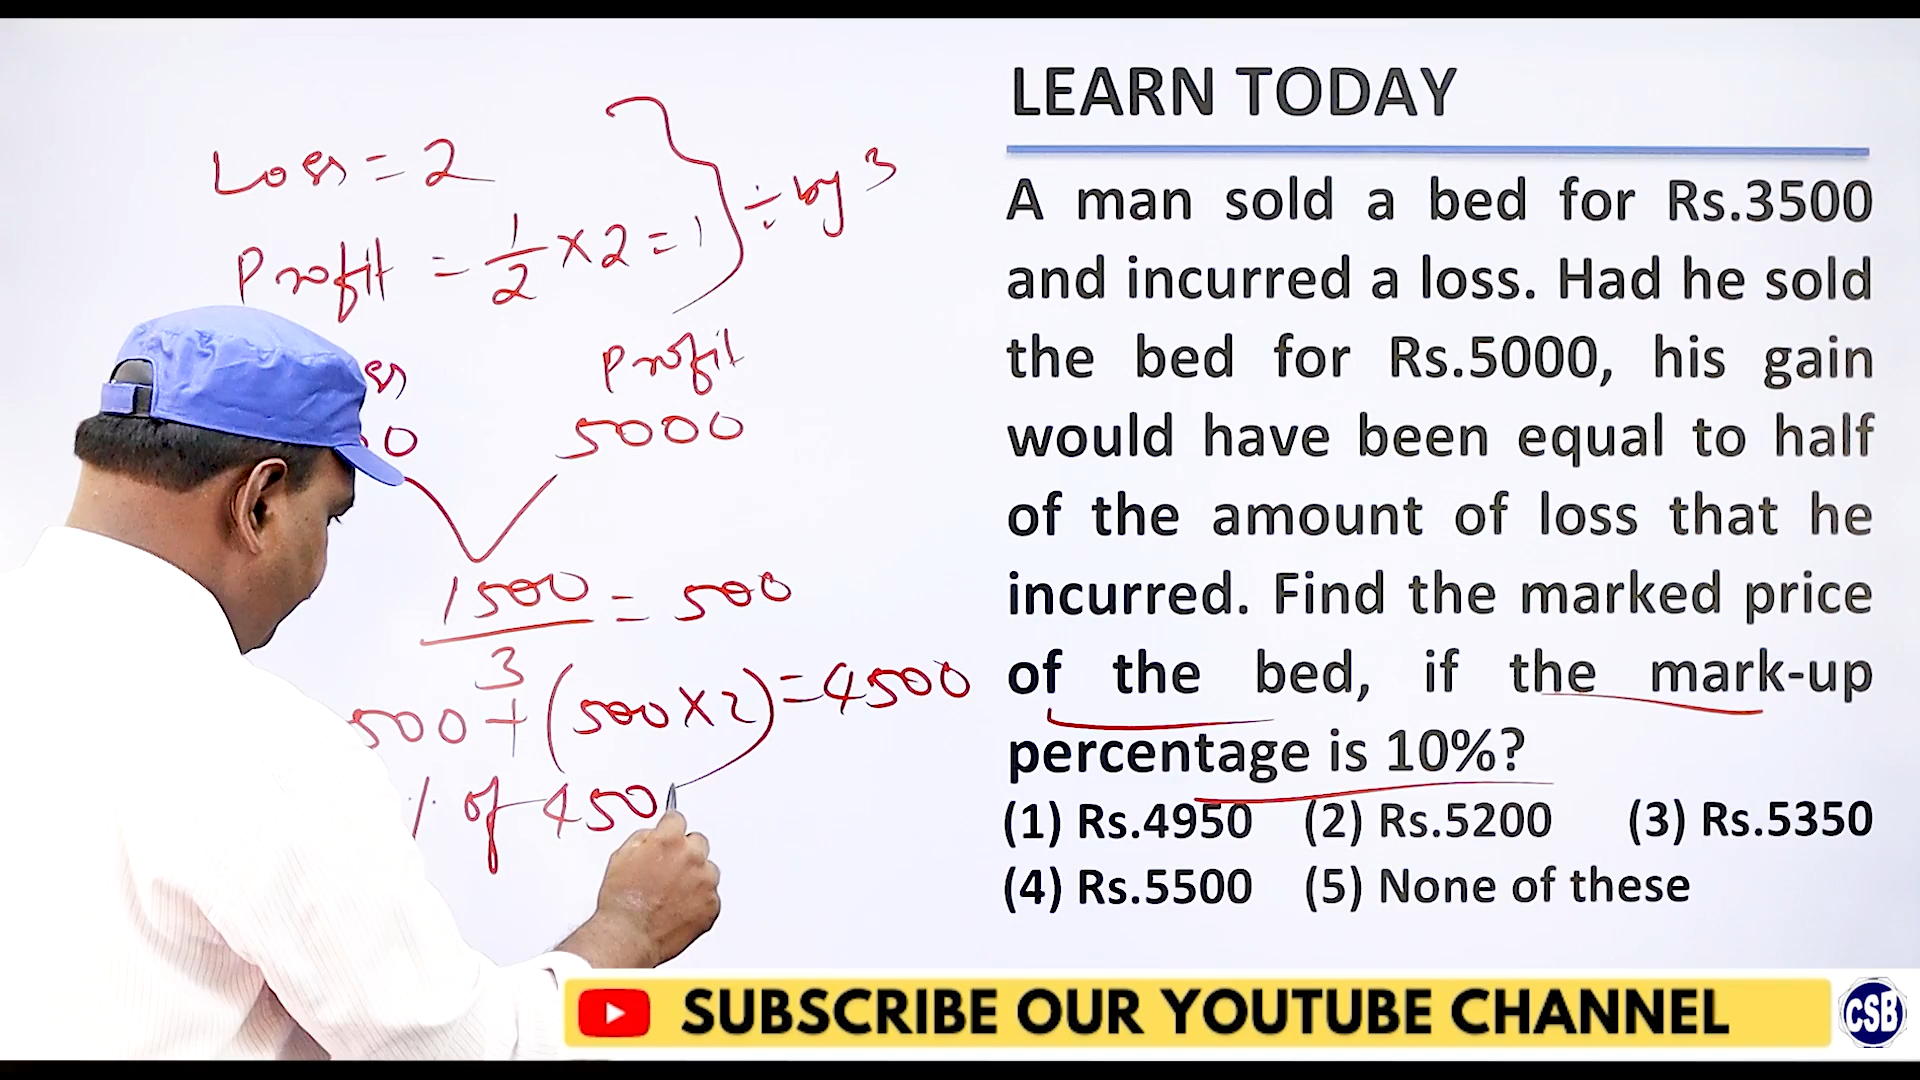 LEARN TODAY
A man sold a bed for Rs.3500
and incurred a loss. Had he sold
the bed for Rs.5000, his gain
would have been equal to half
of the amount of loss that he
incurred. Find the marked price
of the bed, if the mark-up
percentage is 10%?
(1) Rs.4950 (2) Rs.5200 (3) Rs.5350
(4) Rs.5500 (5) None of these
Loss = 2
Profit = 1/2 × 2 = 1
÷ by 3
Profit
5000
1500/3 = 500
500 + (500 × 2) = 4500
% of 450
SUBSCRIBE OUR YOUTUBE CHANNEL
CSB